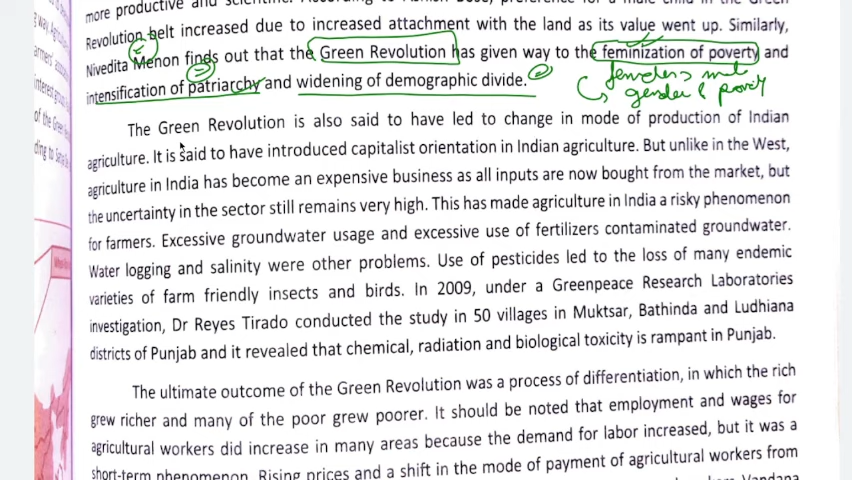 more productive and scientific. According to Ashish Bose, preference for a male child in the Green
Revolution belt increased due to increased attachment with the land as its value went up. Similarly,
Nivedita Menon finds out that the Green Revolution has given way to the feminization of poverty and
intensification of patriarchy and widening of demographic divide.
gender & poverty
The Green Revolution is also said to have led to change in mode of production of Indian
agriculture. It is said to have introduced capitalist orientation in Indian agriculture. But unlike in the West,
agriculture in India has become an expensive business as all inputs are now bought from the market, but
the uncertainty in the sector still remains very high. This has made agriculture in India a risky phenomenon
for farmers. Excessive groundwater usage and excessive use of fertilizers contaminated groundwater.
Water logging and salinity were other problems. Use of pesticides led to the loss of many endemic
varieties of farm friendly insects and birds. In 2009, under a Greenpeace Research Laboratories
investigation, Dr Reyes Tirado conducted the study in 50 villages in Muktsar, Bathinda and Ludhiana
districts of Punjab and it revealed that chemical, radiation and biological toxicity is rampant in Punjab.
The ultimate outcome of the Green Revolution was a process of differentiation, in which the rich
grew richer and many of the poor grew poorer. It should be noted that employment and wages for
agricultural workers did increase in many areas because the demand for labor increased, but it was a
short-term phenomenon. Rising prices and a shift in the mode of payment of agricultural workers from
Vandana